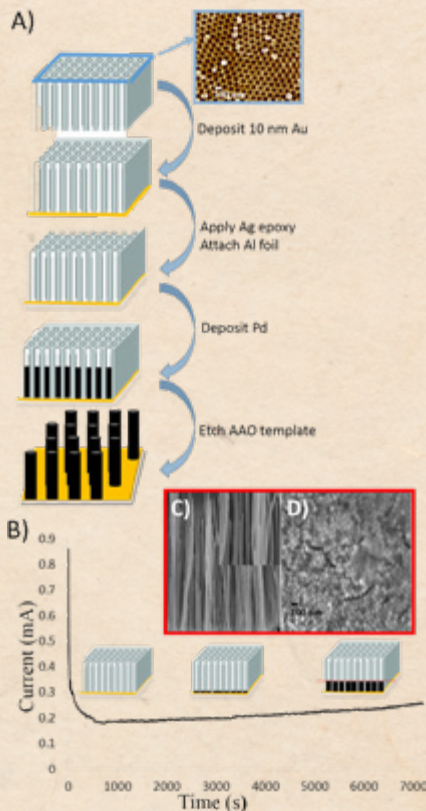 A)
Deposit 10 nm Au
Apply Ag epoxy
Attach Al foil
Deposit Pd
Etch AAO template
B)
C)
D)
Current (mA)
0.9
0.8
0.7
0.6
0.5
0.4
0.3
0.2
0.1
0
0 1000 2000 3000 4000 5000 6000 7000
Time (s)